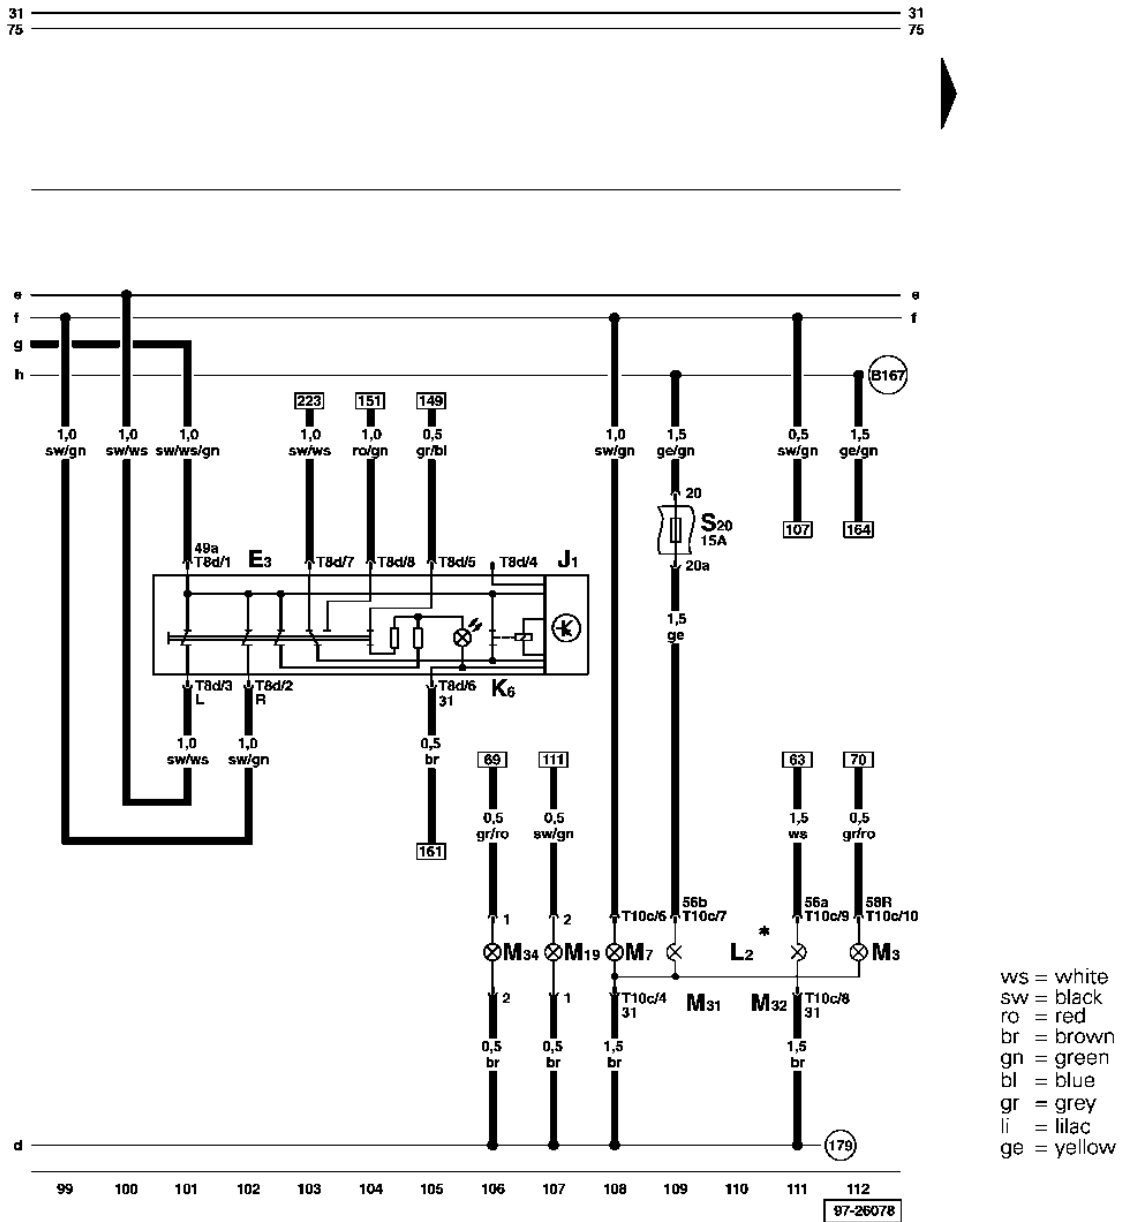 31 31
75 75
e e
f f
g
h B167
223 151 149
1,0 1,0 1,0 1,0 1,0 0,5 1,0 1,5 0,5 1,5
sw/gn sw/ws sw/ws/gn sw/ws ro/gn gr/bl sw/gn ge/gn sw/gn ge/gn
20
S20
15A
107 164
49a
T8d/1 E3 T8d/7 T8d/8 T8d/5 T8d/4 J1
20a
1,5
ge
K
T8d/3 T8d/2 T8d/6 K6
L R 31
1,0 1,0 0,5
sw/ws sw/gn br
69 111 63 70
0,5 0,5 1,5 0,5
gr/ro sw/gn ws gr/ro
161
56b 56a 58R
1 2 T10c/6 T10c/7 T10c/9 T10c/10
*
M34 M19 M7 L2 M3
2 1 T10c/4 M31 M32 T10c/8
31 31
0,5 0,5 1,5 1,5
br br br br
d 179
99 100 101 102 103 104 105 106 107 108 109 110 111 112
97-26078
ws = white
sw = black
ro = red
br = brown
gn = green
bl = blue
gr = grey
li = lilac
ge = yellow